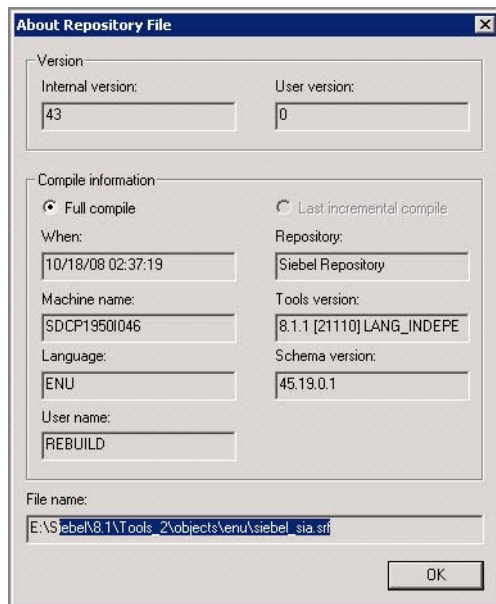 About Repository File
Version
Internal version:
User version:
43
0
Compile information
Full compile
Last incremental compile
When:
Repository:
10/18/08 02:37:19
Siebel Repository
Machine name:
Tools version:
SDCP1950I046
8.1.1 [21110] LANG_INDEPE
Language:
Schema version:
ENU
45.19.0.1
User name:
REBUILD
File name:
E:\Siebel\8.1\Tools_2\objects\enu\siebel_sia.srf
OK